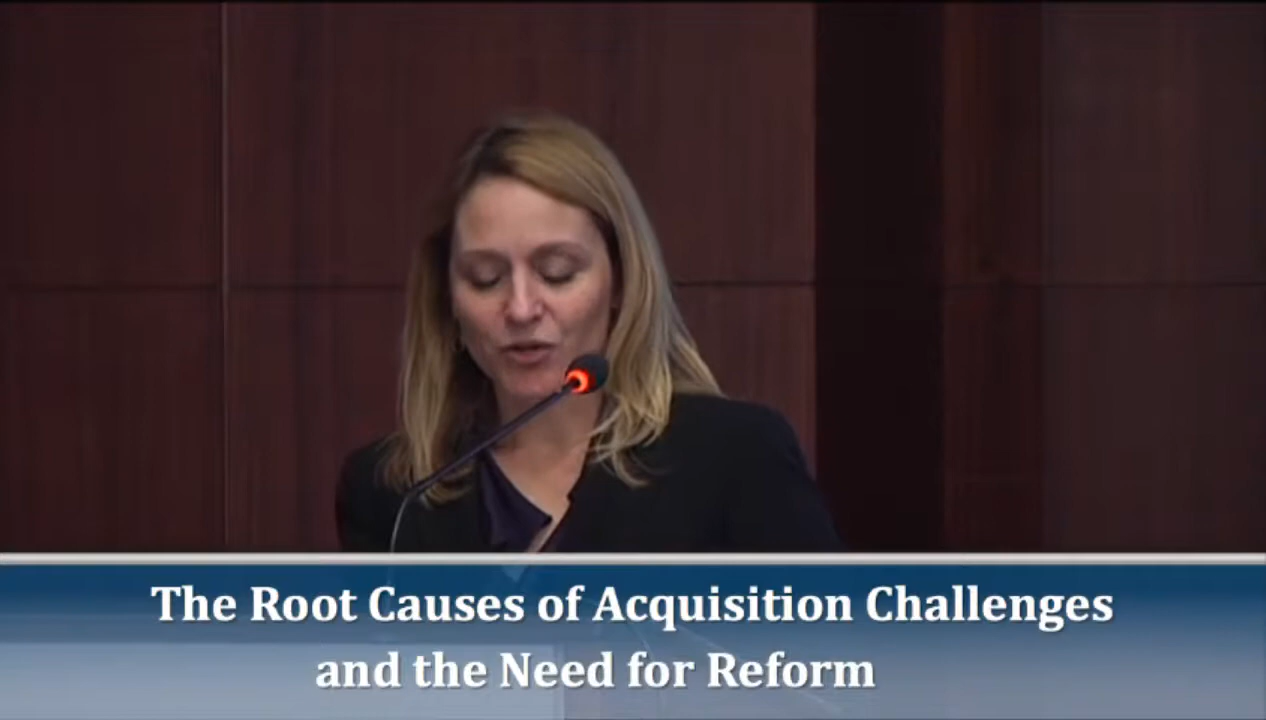 The Root Causes of Acquisition Challenges
and the Need for Reform